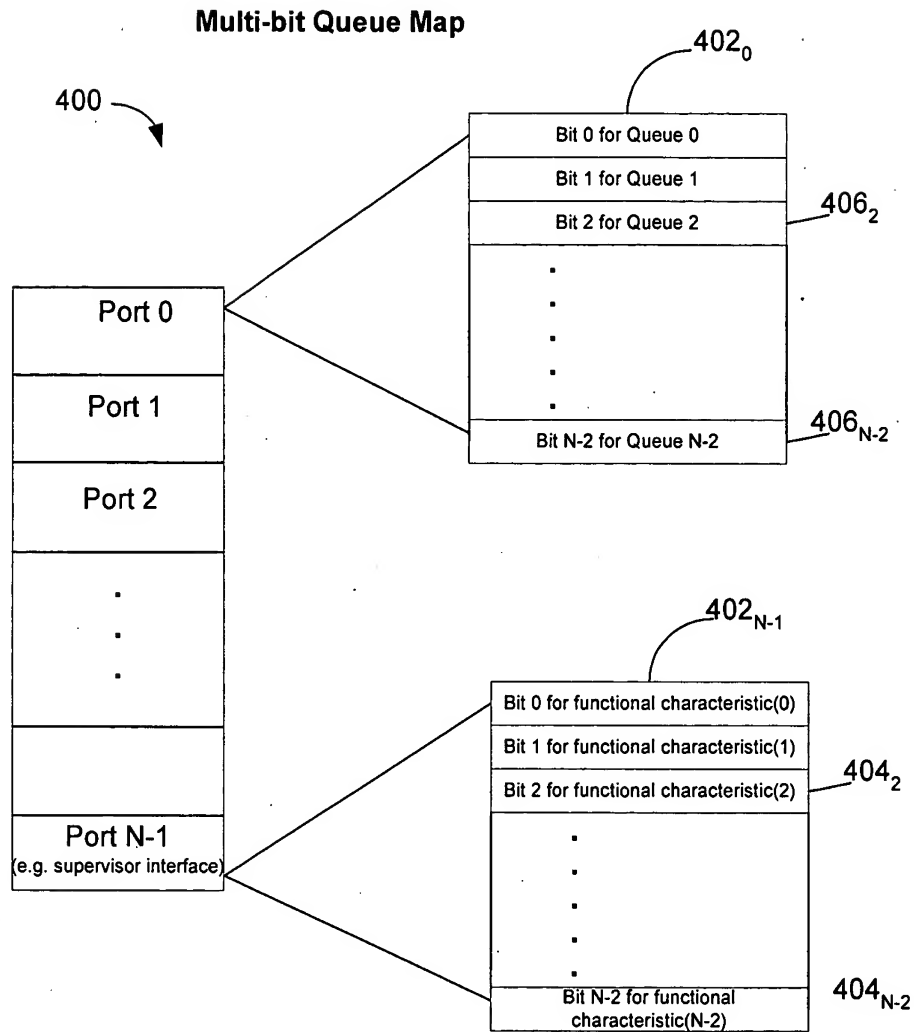 Multi-bit Queue Map
400
402₀
Bit 0 for Queue 0
Bit 1 for Queue 1
Bit 2 for Queue 2
406₂
Bit N-2 for Queue N-2
406N-2
Port 0
Port 1
Port 2
Port N-1
(e.g. supervisor interface)
402N-1
Bit 0 for functional characteristic(0)
Bit 1 for functional characteristic(1)
Bit 2 for functional characteristic(2)
404₂
Bit N-2 for functional
characteristic(N-2)
404N-2